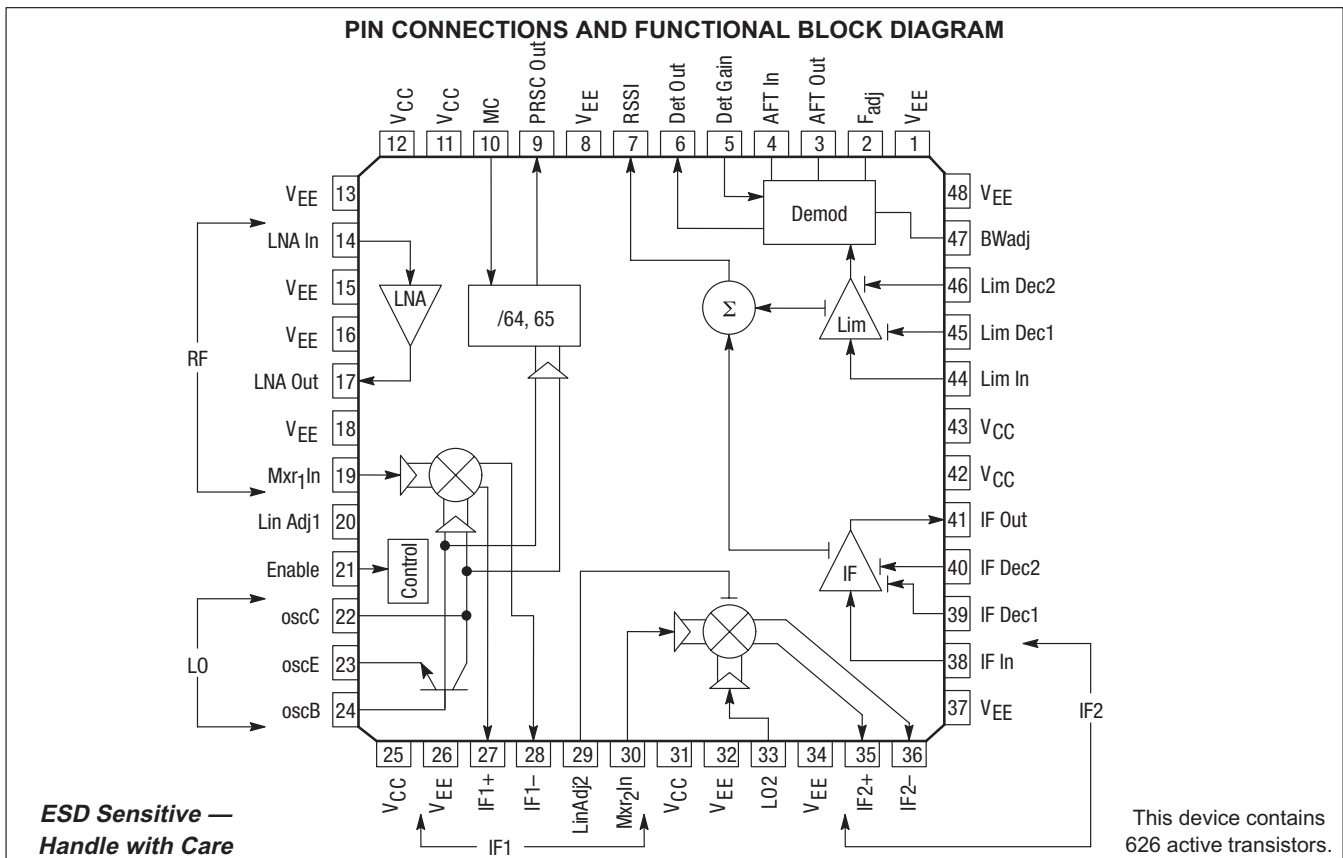 PIN CONNECTIONS AND FUNCTIONAL BLOCK DIAGRAM
VCC
VCC
MC
PRSC Out
VEE
RSSI
Det Out
Det Gain
AFT In
AFT Out
Fadj
VEE
12
11
10
9
8
7
6
5
4
3
2
1
VEE 13
LNA In 14
VEE 15
VEE 16
LNA Out 17
VEE 18
Mxr1In 19
Lin Adj1 20
Enable 21
oscC 22
oscE 23
oscB 24
RF
LO
LNA
/64, 65
Control
Demod
Σ
Lim
IF
48 VEE
47 BWadj
46 Lim Dec2
45 Lim Dec1
44 Lim In
43 VCC
42 VCC
41 IF Out
40 IF Dec2
39 IF Dec1
38 IF In
37 VEE
IF2
25
26
27
28
29
30
31
32
33
34
35
36
VCC
VEE
IF1+
IF1–
LinAdj2
Mxr2In
VCC
VEE
LO2
VEE
IF2+
IF2–
IF1
ESD Sensitive —
Handle with Care
This device contains
626 active transistors.